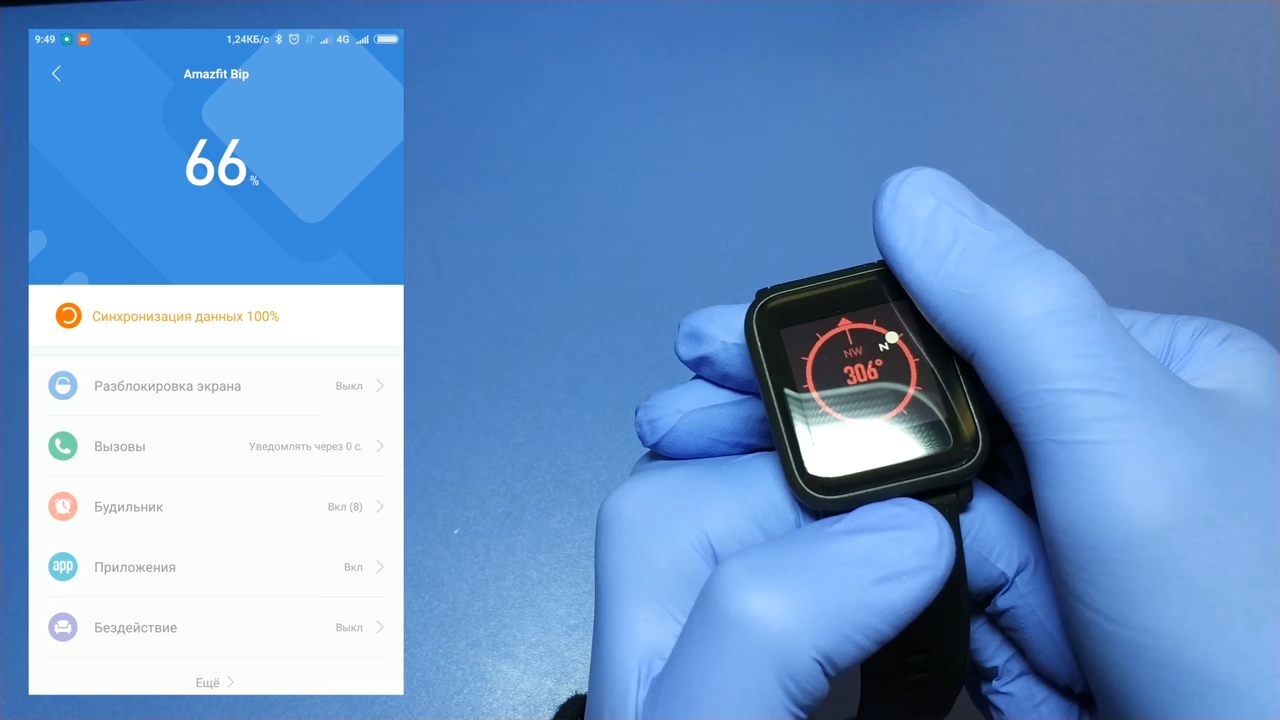 9:49 1,24КБ/с 4G
Amazfit Bip
66%
Синхронизация данных 100%
Разблокировка экрана Выкл
Вызовы Уведомлять через 0 с.
Будильник Вкл (8)
app Приложения Вкл
Бездействие Выкл
Ещё
N
NW
306°